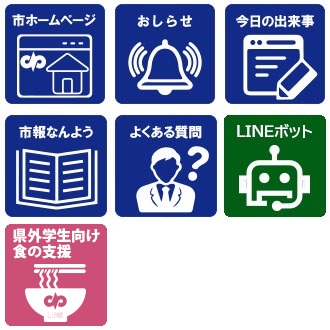 市ホームページ
おしらせ
今日の出来事
市報なんよう
よくある質問
LINEボット
県外学生向け
食の支援